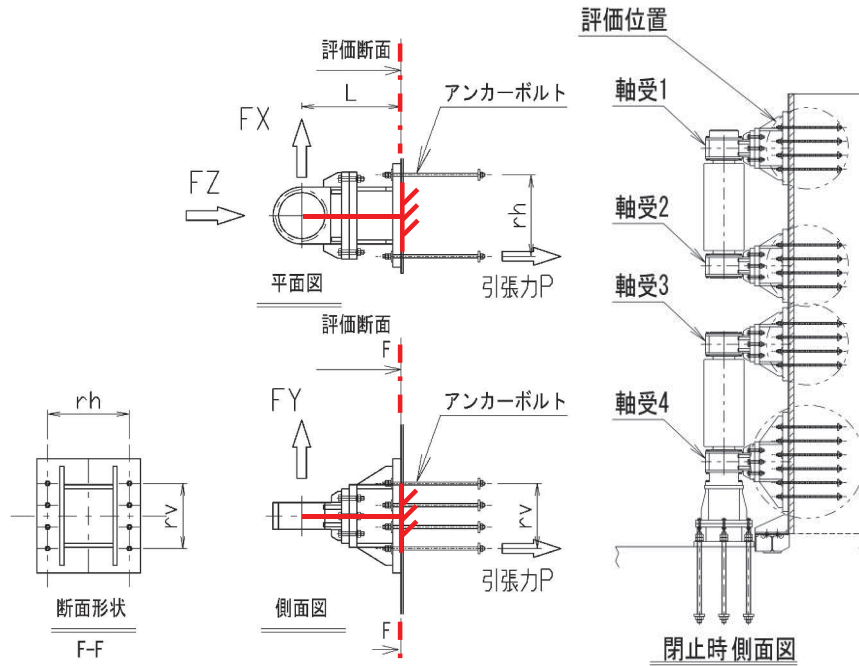 評価断面
L
アンカーボルト
FX
FZ
rh
引張力P
平面図
評価断面
F
アンカーボルト
FY
rv
引張力P
側面図
F
rh
rv
断面形状
F-F
評価位置
軸受1
軸受2
軸受3
軸受4
閉止時側面図